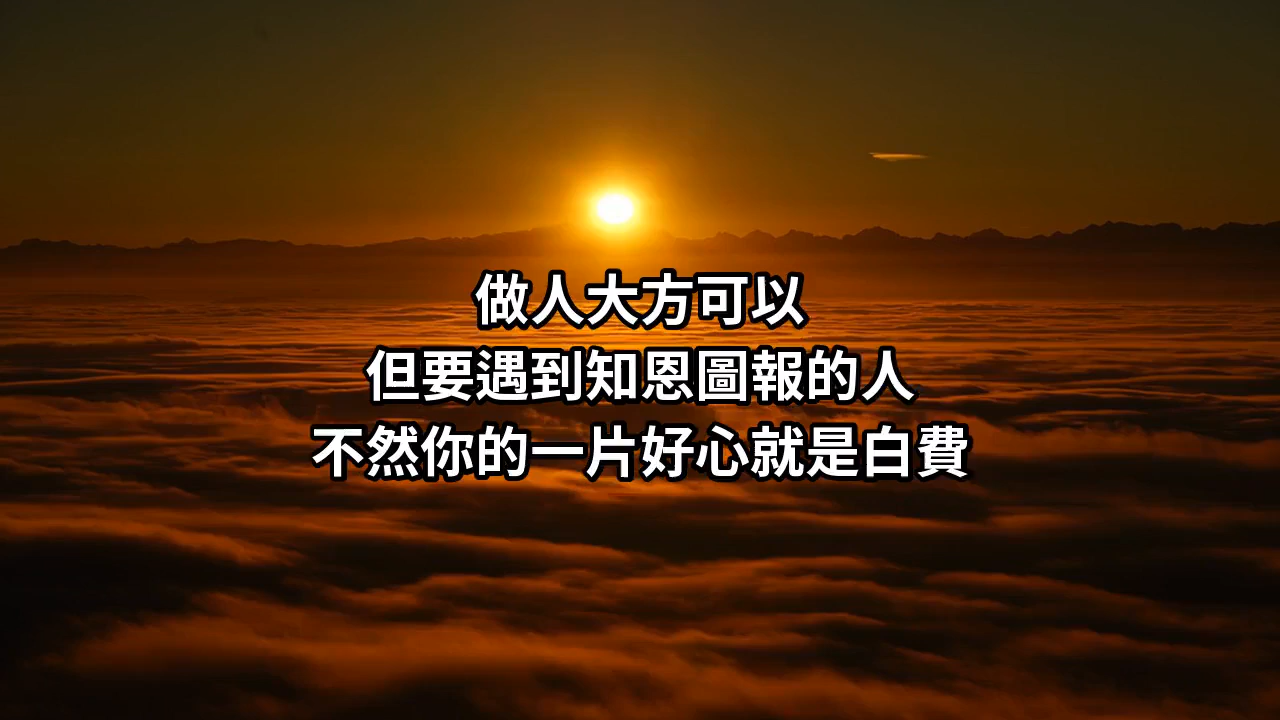 做人大方可以
但要遇到知恩圖報的人
不然你的一片好心就是白費